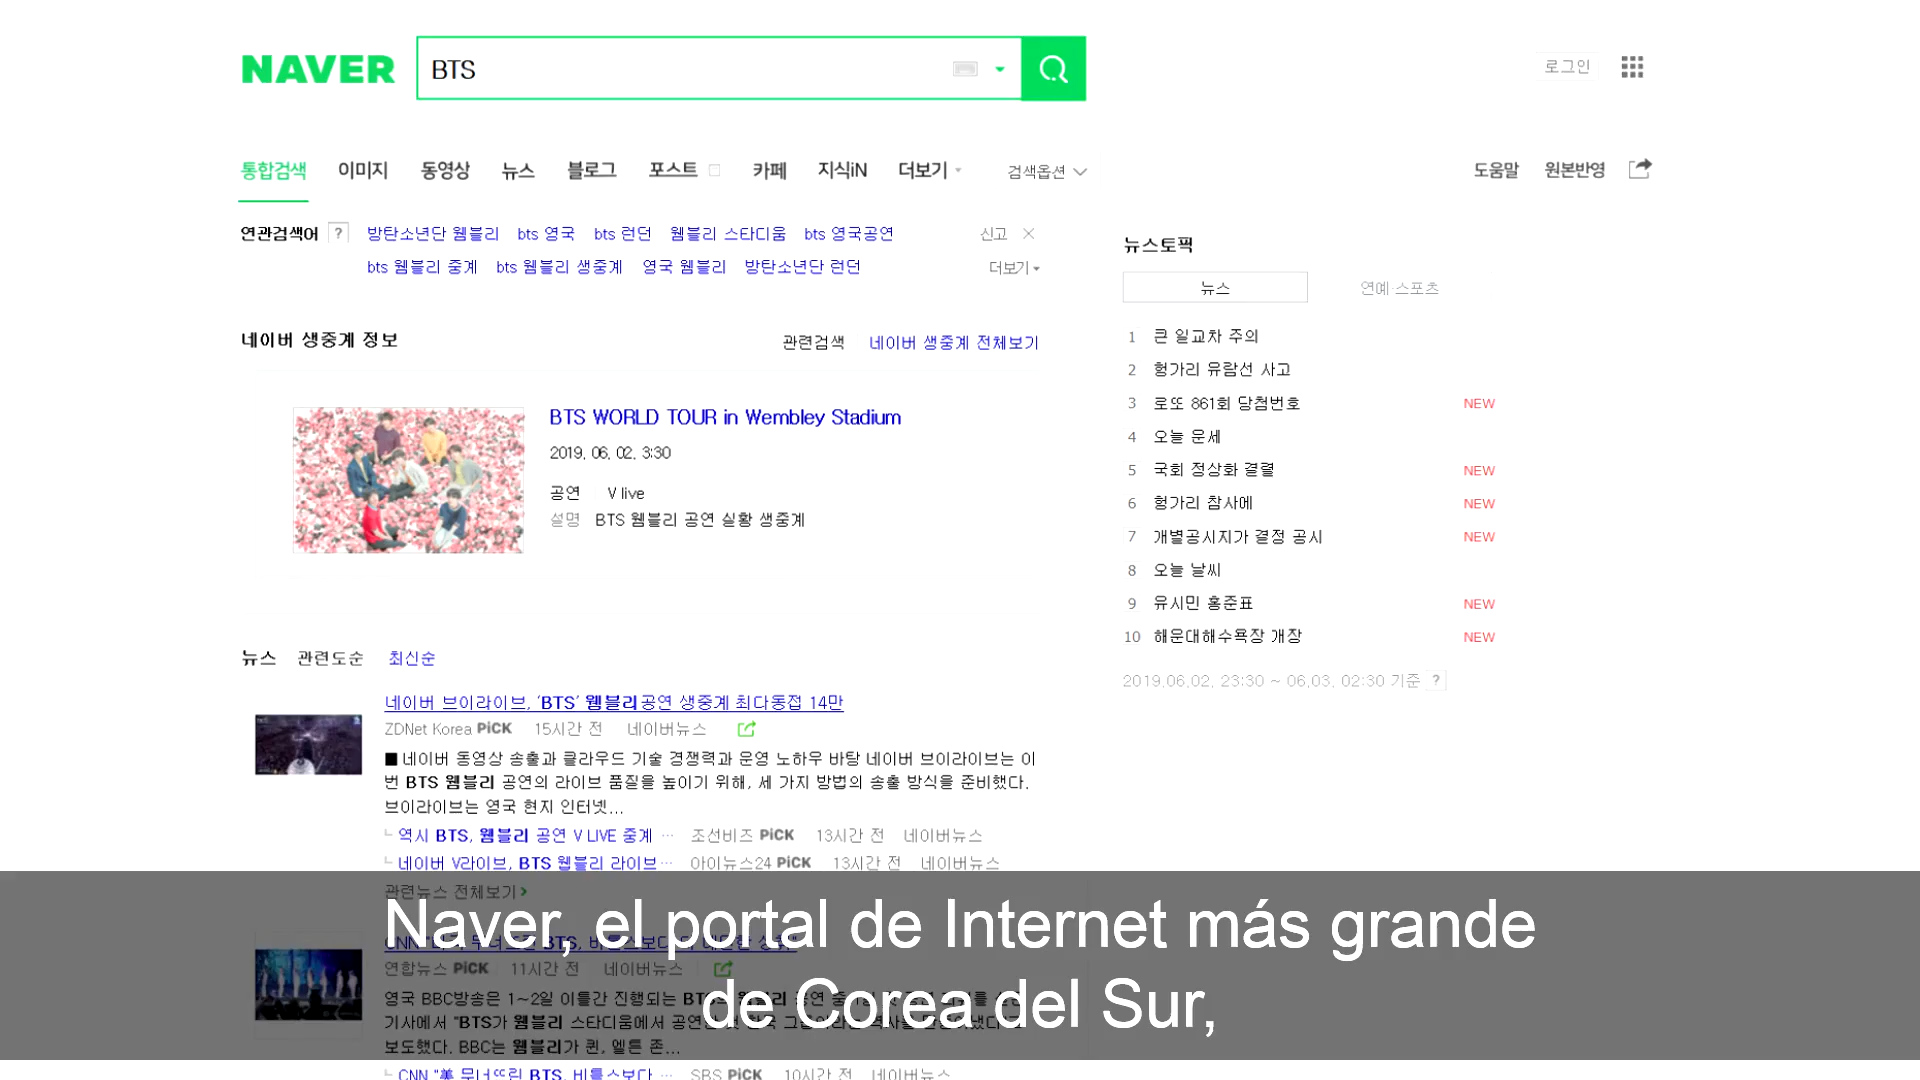 NAVER
BTS
로그인
통합검색 이미지 동영상 뉴스 블로그 포스트 카페 지식iN 더보기 검색옵션
도움말 원본반영
연관검색어 ? 방탄소년단 웸블리 bts 영국 bts 런던 웸블리 스타디움 bts 영국공연 신고
bts 웸블리 중계 bts 웸블리 생중계 영국 웸블리 방탄소년단 런던 더보기
네이버 생중계 정보 관련검색 네이버 생중계 전체보기
BTS WORLD TOUR in Wembley Stadium
2019. 06. 02. 3:30
공연 V live
설명 BTS 웸블리 공연 실황 생중계
뉴스 관련도순 최신순
네이버 브이라이브, ‘BTS’ 웸블리공연 생중계 최다동접 14만
ZDNet Korea PiCK 15시간 전 네이버뉴스
■ 네이버 동영상 송출과 클라우드 기술 경쟁력과 운영 노하우 바탕 네이버 브이라이브는 이
번 BTS 웸블리 공연의 라이브 품질을 높이기 위해, 세 가지 방법의 송출 방식을 준비했다.
브이라이브는 영국 현지 인터넷...
역시 BTS, 웸블리 공연 V LIVE 중계 ··· 조선비즈 PiCK 13시간 전 네이버뉴스
네이버 V라이브, BTS 웸블리 라이브··· 아이뉴스24 PiCK 13시간 전 네이버뉴스
관련뉴스 전체보기
연합뉴스 PiCK 11시간 전 네이버뉴스
영국 BBC방송은 1~2일 이틀간 진행되는
기사에서 "BTS가 웸블리 스타디움에서
보도했다. BBC는 웸블리가 퀸, 엘튼 존...
SBS PiCK 10시간 전 네이버뉴스
뉴스토픽
뉴스 연예·스포츠
1 큰 일교차 주의
2 헝가리 유람선 사고
3 로또 861회 당첨번호 NEW
4 오늘 운세
5 국회 정상화 결렬 NEW
6 헝가리 참사에 NEW
7 개별공시지가 결정 공시 NEW
8 오늘 날씨
9 유시민 홍준표 NEW
10 해운대해수욕장 개장 NEW
2019.06.02. 23:30 ~ 06.03. 02:30 기준 ?
Naver, el portal de Internet más grande
de Corea del Sur,